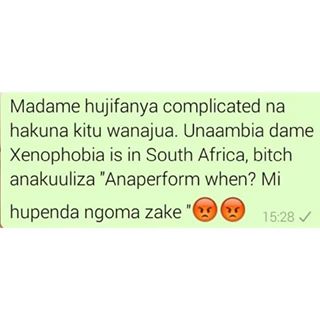 Madame hujifanya complicated na
hakuna kitu wanajua. Unaambia dame
Xenophobia is in South Africa, bitch
anakuuliza "Anaperform when? Mi
hupenda ngoma zake "😡😡 15:28 ✓